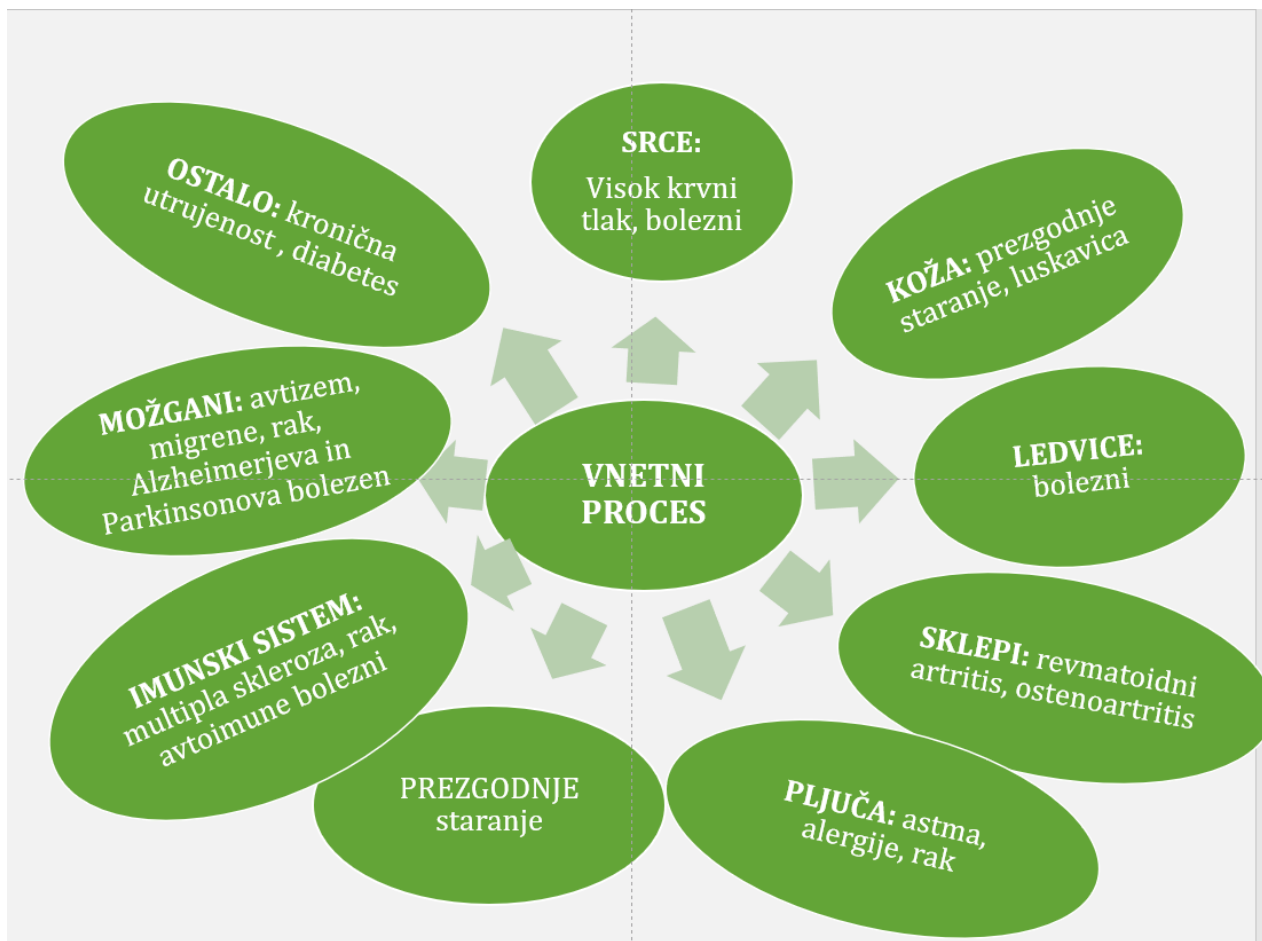 SRCE:
Visok krvni
tlak, bolezni
OSTALO: kronična
utrujenost , diabetes
KOŽA: prezgodnje
staranje, luskavica
MOŽGANI: avtizem,
migrene, rak,
Alzheimerjeva in
Parkinsonova bolezen
VNETNI
PROCES
LEDVICE:
bolezni
IMUNSKI SISTEM:
multipla skleroza, rak,
avtoimune bolezni
SKLEPI: revmatoidni
artritis, ostenoartritis
PREZGODNJE
staranje
PLJUČA: astma,
alergije, rak